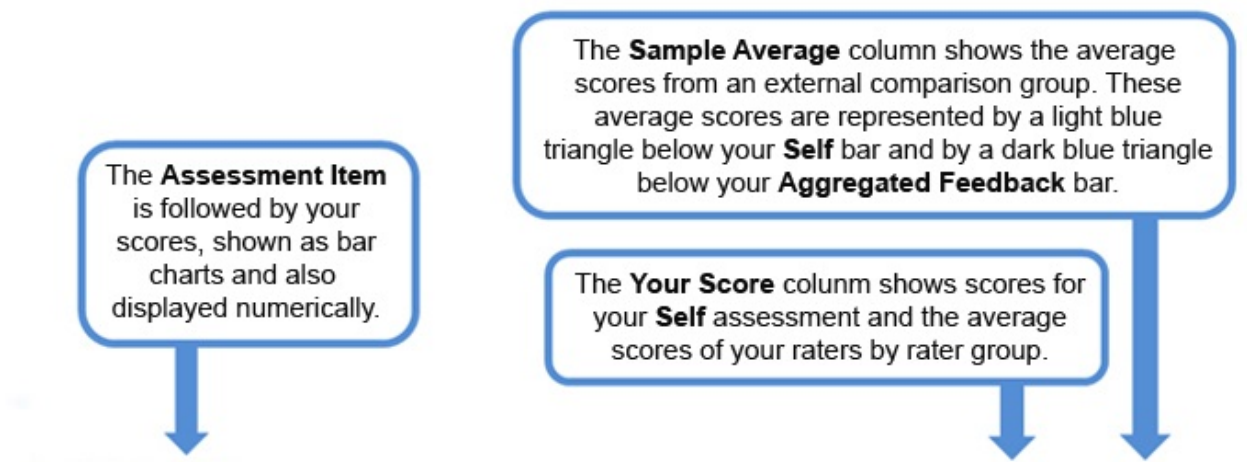 The Assessment Item
is followed by your
scores, shown as bar
charts and also
displayed numerically.
The Sample Average column shows the average
scores from an external comparison group. These
average scores are represented by a light blue
triangle below your Self bar and by a dark blue triangle
below your Aggregated Feedback bar.
The Your Score colunm shows scores for
your Self assessment and the average
scores of your raters by rater group.